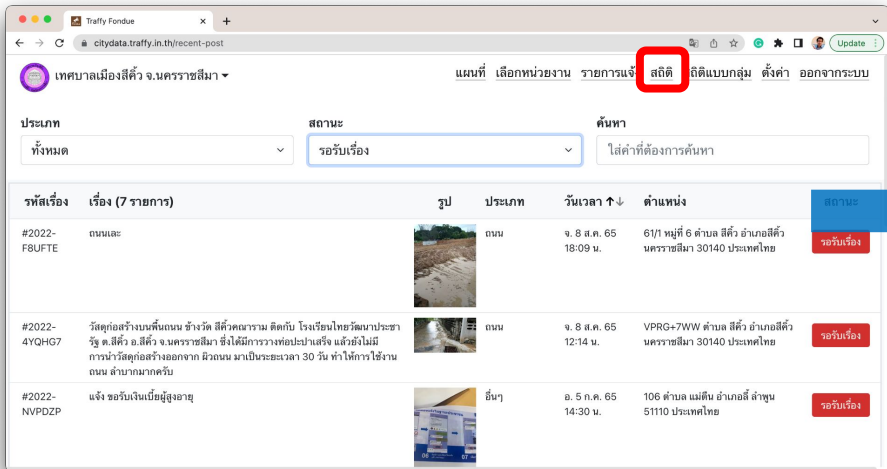 Traffy Fondue
citydata.traffy.in.th/recent-post
Update
เทศบาลเมืองสีคิ้ว จ.นครราชสีมา
แผนที่ เลือกหน่วยงาน รายการแจ้ง สถิติ สถิติแบบกลุ่ม ตั้งค่า ออกจากระบบ
ประเภท สถานะ ค้นหา
ทั้งหมด รอรับเรื่อง ใส่คำที่ต้องการค้นหา
รหัสเรื่อง เรื่อง (7 รายการ) รูป ประเภท วันเวลา ↑↓ ตำแหน่ง สถานะ
#2022- ถนนเละ ถนน จ. 8 ส.ค. 65 61/1 หมู่ที่ 6 ตำบล สีคิ้ว อำเภอสีคิ้ว
F8UFTE 18:09 น. นครราชสีมา 30140 ประเทศไทย รอรับเรื่อง
#2022- วัสดุก่อสร้างบนพื้นถนน ข้างวัด สีคิ้วคณาราม ติดกับ โรงเรียนไทยวัฒนาประชา ถนน จ. 8 ส.ค. 65 VPRG+7WW ตำบล สีคิ้ว อำเภอสีคิ้ว
4YQHG7 รัฐ ต.สีคิ้ว อ.สีคิ้ว จ.นครราชสีมา ซึ่งได้มีการวางท่อปะปาเสร็จ แล้วยังไม่มี 12:14 น. นครราชสีมา 30140 ประเทศไทย รอรับเรื่อง
การนำวัสดุก่อสร้างออกจาก ผิวถนน มาเป็นระยะเวลา 30 วัน ทำให้การใช้งาน
ถนน ลำบากมากครับ
#2022- แจ้ง ขอรับเงินเบี้ยผู้สูงอายุ อื่นๆ อ. 5 ก.ค. 65 106 ตำบล แม่ตืน อำเภอลี้ ลำพูน
NVPDZP 14:30 น. 51110 ประเทศไทย รอรับเรื่อง
06 07